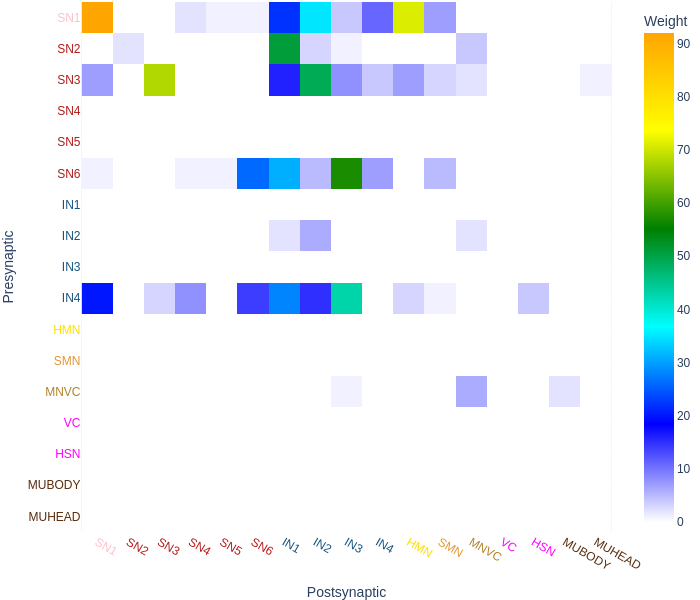 Weight
SN1
SN2
SN3
SN4
SN5
SN6
IN1
IN2
IN3
IN4
HMN
SMN
MNVC
VC
HSN
MUBODY
MUHEAD
Presynaptic
SN1 SN2 SN3 SN4 SN5 SN6 IN1 IN2 IN3 IN4 HMN SMN MNVC VC HSN MUBODY MUHEAD
Postsynaptic
90
80
70
60
50
40
30
20
10
0